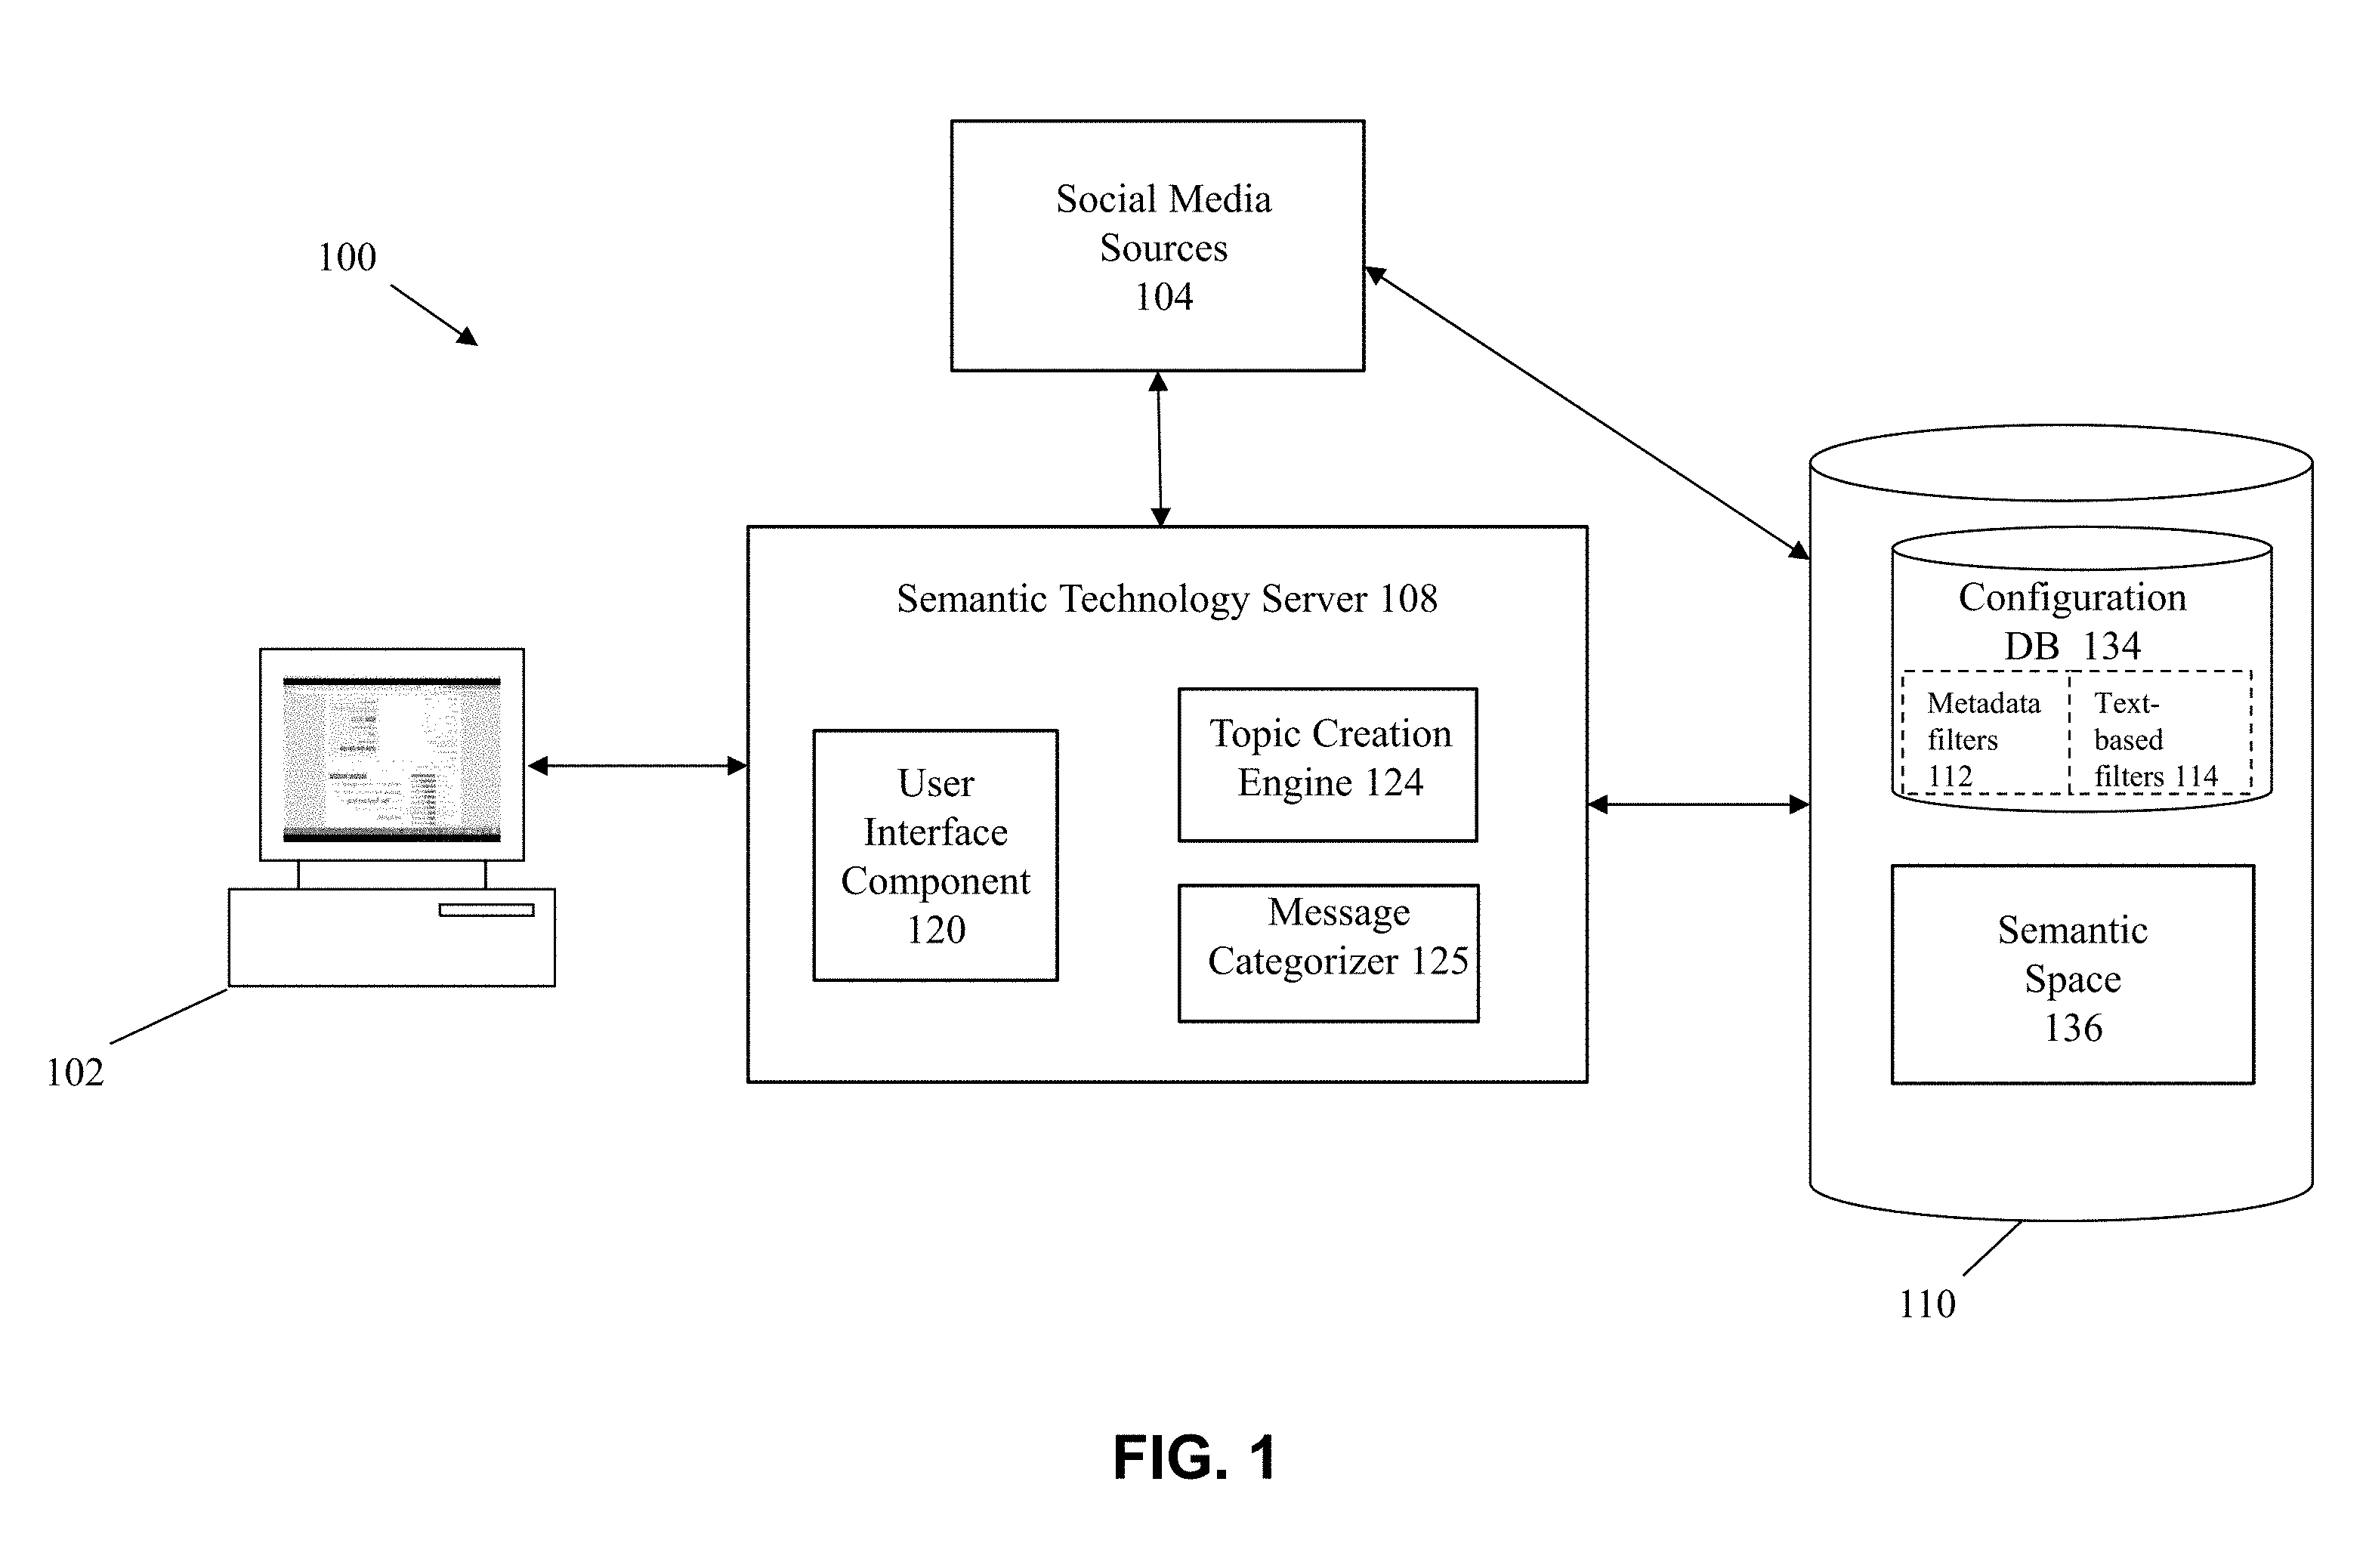 100
Social Media
Sources
104
Semantic Technology Server 108
User
Interface
Component
120
Topic Creation
Engine 124
Message
Categorizer 125
Configuration
DB 134
Metadata
filters
112
Text-
based
filters 114
Semantic
Space
136
102
110
FIG. 1